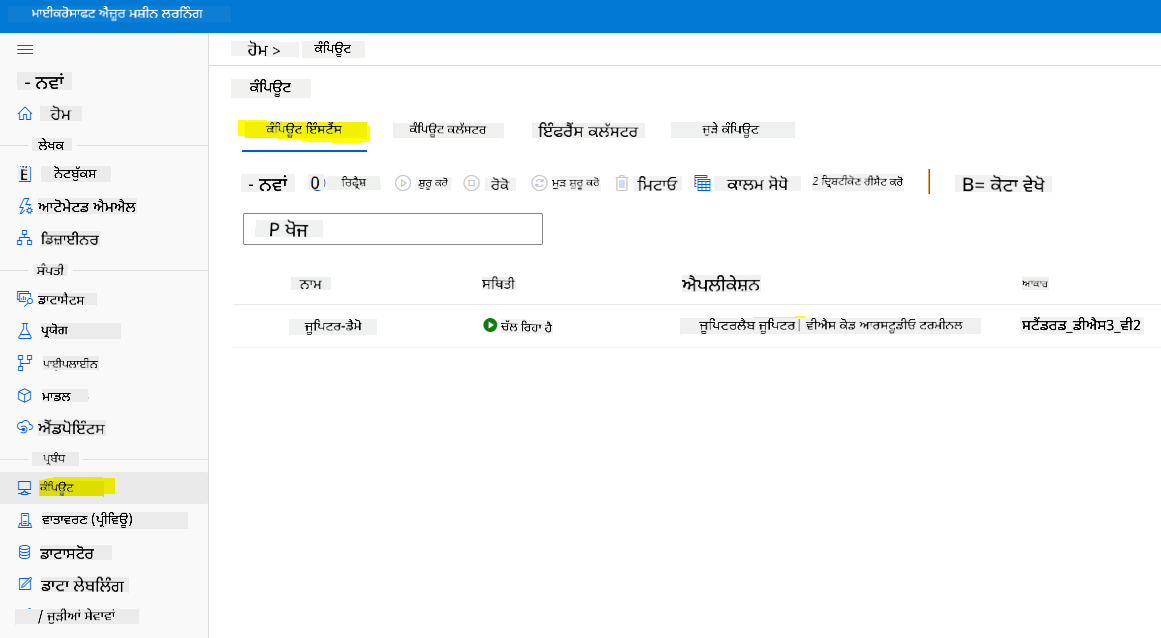 ਮਾਈਕਰੋਸਾਫਟ ਐਜ਼ੂਰ ਮਸ਼ੀਨ ਲਰਨਿੰਗ
- ਨਵਾਂ
ਹੋਮ
ਲੇਖਕ
ਨੋਟਬੁੱਕਸ
ਆਟੋਮੇਟਡ ਐਮਐਲ
ਡਿਜ਼ਾਈਨਰ
ਸੰਪਤੀ
ਡਾਟਾਸੈਟਸ
ਪ੍ਰਯੋਗ
ਪਾਈਪਲਾਈਨ
ਮਾਡਲ
ਐਂਡਪੋਇੰਟਸ
ਪ੍ਰਬੰਧ
ਕੰਪਿਊਟ
ਵਾਤਾਵਰਣ (ਪ੍ਰੀਵਿਊ)
ਡਾਟਾਸਟੋਰ
ਡਾਟਾ ਲੇਬਲਿੰਗ
/ ਜੁੜੀਆਂ ਸੇਵਾਵਾਂ
ਹੋਮ > ਕੰਪਿਊਟ
ਕੰਪਿਊਟ
ਕੰਪਿਊਟ ਇੰਸਟੈਂਸ ਕੰਪਿਊਟ ਕਲੱਸਟਰ ਇੰਫਰੈਂਸ ਕਲੱਸਟਰ ਜੁੜੇ ਕੰਪਿਊਟ
- ਨਵਾਂ ਰਿਫ੍ਰੈਸ਼ ਸ਼ੁਰੂ ਕਰੋ ਰੋਕੋ ਮੁੜ ਸ਼ੁਰੂ ਕਰੋ ਮਿਟਾਓ ਕਾਲਮ ਸੋਧੋ 2 ਦ੍ਰਿਸ਼ਟੀਕੋਣ ਰੀਸੈਟ ਕਰੋ B= ਕੋਟਾ ਵੇਖੋ
P ਖੋਜ
ਨਾਮ ਸਥਿਤੀ ਐਪਲੀਕੇਸ਼ਨ ਆਕਾਰ
ਜੂਪਿਟਰ-ਡੈਮੋ ਚੱਲ ਰਿਹਾ ਹੈ ਜੂਪਿਟਰਲੈਬ ਜੂਪਿਟਰ| ਵੀਐਸ ਕੋਡ ਆਰਸਟੂਡੀਓ ਟਰਮੀਨਲ ਸਟੈਂਡਰਡ_ਡੀਐਸ3_ਵੀ2